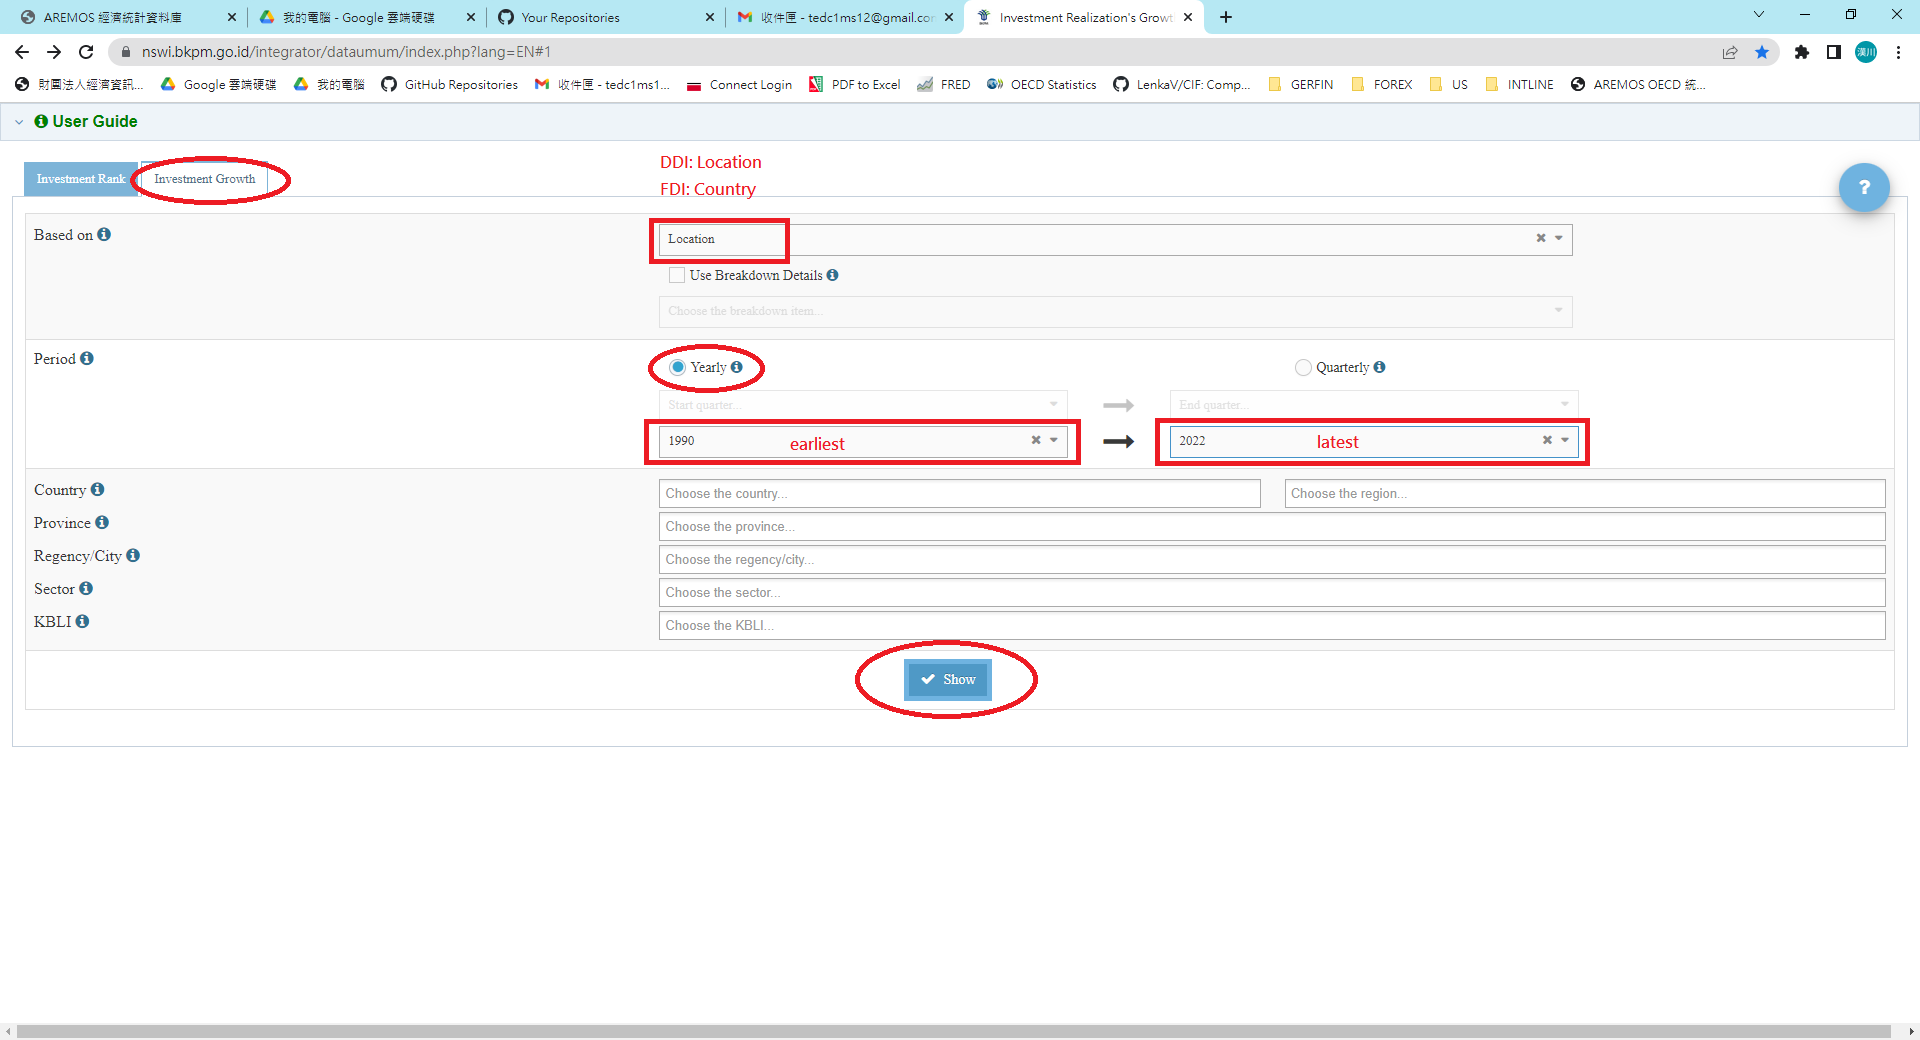 AREMOS 經濟統計資料庫
我的電腦 - Google 雲端硬碟
Your Repositories
收件匣 - tedc1ms12@gmail.co
Investment Realization's Growt
nswi.bkpm.go.id/integrator/dataumum/index.php?lang=EN#1
漢川
財團法人經濟資訊...
Google 雲端硬碟
我的電腦
GitHub Repositories
收件匣 - tedc1ms1...
Connect Login
PDF to Excel
FRED
OECD Statistics
LenkaV/CIF: Comp...
GERFIN
FOREX
US
INTLINE
AREMOS OECD 統...
User Guide
DDI: Location
FDI: Country
Investment Rank
Investment Growth
?
Based on
Location
Use Breakdown Details
Choose the breakdown item...
Period
Yearly
Quarterly
Start quarter...
End quarter...
1990
earliest
2022
latest
Country
Choose the country...
Choose the region...
Province
Choose the province...
Regency/City
Choose the regency/city...
Sector
Choose the sector...
KBLI
Choose the KBLI...
Show